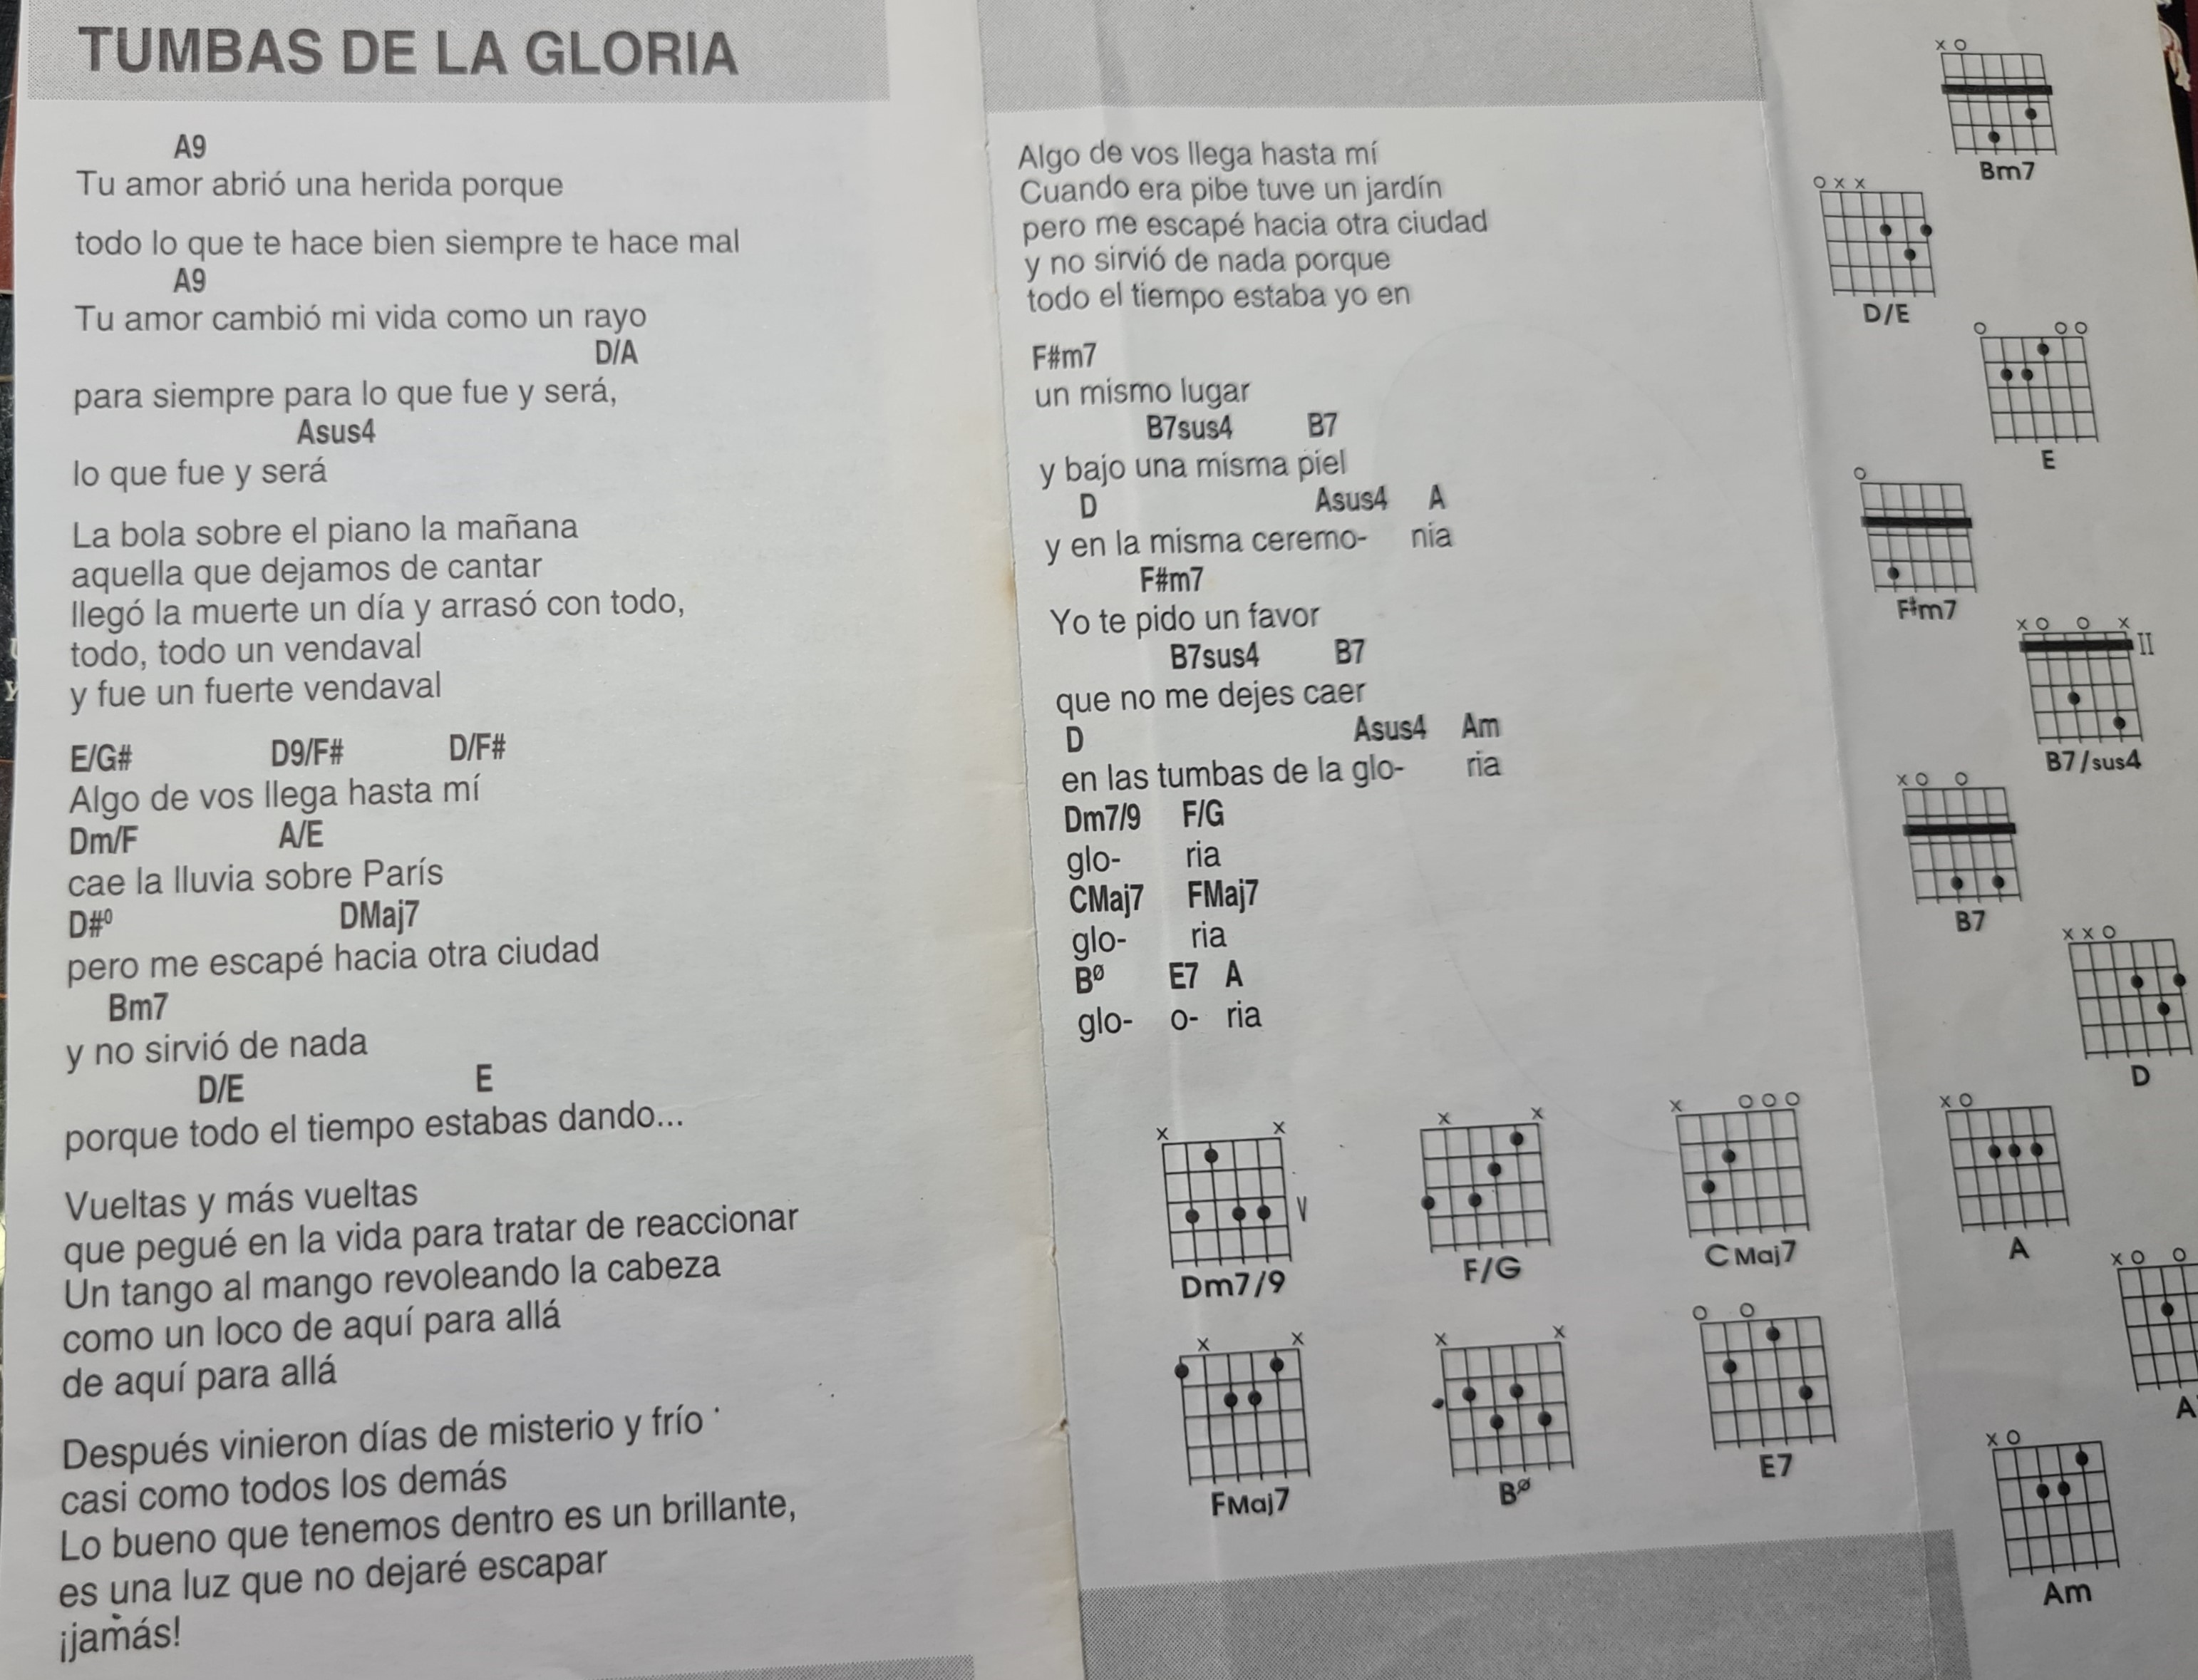 TUMBAS DE LA GLORIA
A9
Tu amor abrió una herida porque
todo lo que te hace bien siempre te hace mal
A9
Tu amor cambió mi vida como un rayo
D/A
para siempre para lo que fue y será,
Asus4
lo que fue y será
La bola sobre el piano la mañana
aquella que dejamos de cantar
llegó la muerte un día y arrasó con todo,
todo, todo un vendaval
y fue un fuerte vendaval
E/G# D9/F# D/F#
Algo de vos llega hasta mí
Dm/F A/E
cae la lluvia sobre París
D#⁰ DMaj7
pero me escapé hacia otra ciudad
Bm7
y no sirvió de nada
D/E E
porque todo el tiempo estabas dando...
Vueltas y más vueltas
que pegué en la vida para tratar de reaccionar
Un tango al mango revoleando la cabeza
como un loco de aquí para allá
de aquí para allá
Después vinieron días de misterio y frío
casi como todos los demás
Lo bueno que tenemos dentro es un brillante,
es una luz que no dejaré escapar
¡jamás!
Algo de vos llega hasta mí
Cuando era pibe tuve un jardín
pero me escapé hacia otra ciudad
y no sirvió de nada porque
todo el tiempo estaba yo en
F#m7
un mismo lugar
B7sus4 B7
y bajo una misma piel
D Asus4 A
y en la misma ceremo- nia
F#m7
Yo te pido un favor
B7sus4 B7
que no me dejes caer
D Asus4 Am
en las tumbas de la glo- ria
Dm7/9 F/G
glo- ria
CMaj7 FMaj7
glo- ria
Bø E7 A
glo- o- ria
x x
V
Dm7/9
x x
F/G
x o o o
CMaj7
x x
FMaj7
x x
Bø
o o
E7
x o
Bm7
o x x
D/E
o o o
E
o
F#m7
x o o x
II
B7/sus4
x o o
B7
x x o
D
x o
A
x o o
A
x o
Am